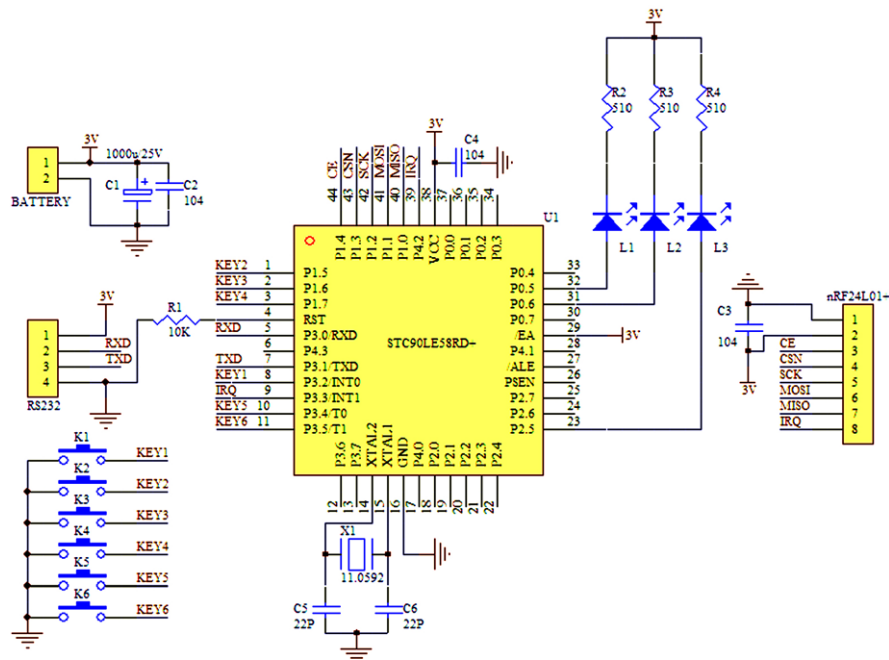 3V
R2
510
R3
510
R4
510
L1
L2
L3
3V
1000u/25V
1
2
BATTERY
C1
+
C2
104
3V
C4
104
CE
CSN
SCK
MOSI
MISO
IRQ
44
43
42
41
40
39
38
37
36
35
34
U1
P1.4
P1.3
P1.2
P1.1
P1.0
P4.2
VCC
P0.0
P0.1
P0.2
P0.3
KEY2 1 P1.5
KEY3 2 P1.6
KEY4 3 P1.7
4 RST
RXD 5 P3.0/RXD
6 P4.3
TXD 7 P3.1/TXD
KEY1 8 P3.2/INT0
IRQ 9 P3.3/INT1
KEY5 10 P3.4/T0
KEY6 11 P3.5/T1
STC90LE58RD+
P0.4 33
P0.5 32
P0.6 31
P0.7 30
/EA 29 3V
P4.1 28
/ALE 27
PSEN 26
P2.7 25
P2.6 24
P2.5 23
P3.6
P3.7
XTAL2
XTAL1
GND
P4.0
P2.0
P2.1
P2.2
P2.3
P2.4
12
13
14
15
16
17
18
19
20
21
22
R1
10K
3V
1
2 RXD
3 TXD
4
RS232
nRF24L01+
C3
104
3V
1
2
CE 3
CSN 4
SCK 5
MOSI 6
MISO 7
IRQ 8
K1 KEY1
K2 KEY2
K3 KEY3
K4 KEY4
K5 KEY5
K6 KEY6
X1
11.0592
C5
22P
C6
22P